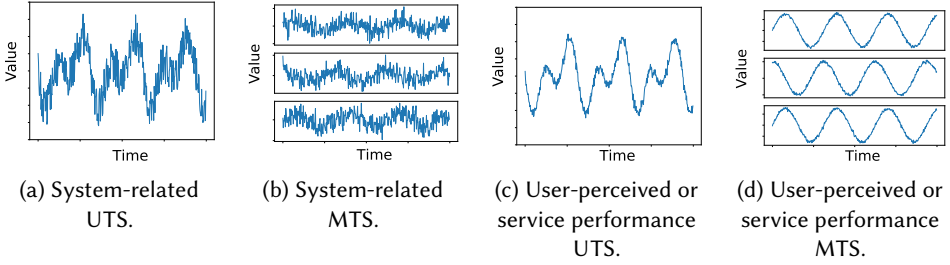 Value
Time
(a) System-related
UTS.
Value
Time
(b) System-related
MTS.
Value
Time
(c) User-perceived or
service performance
UTS.
Value
Time
(d) User-perceived or
service performance
MTS.